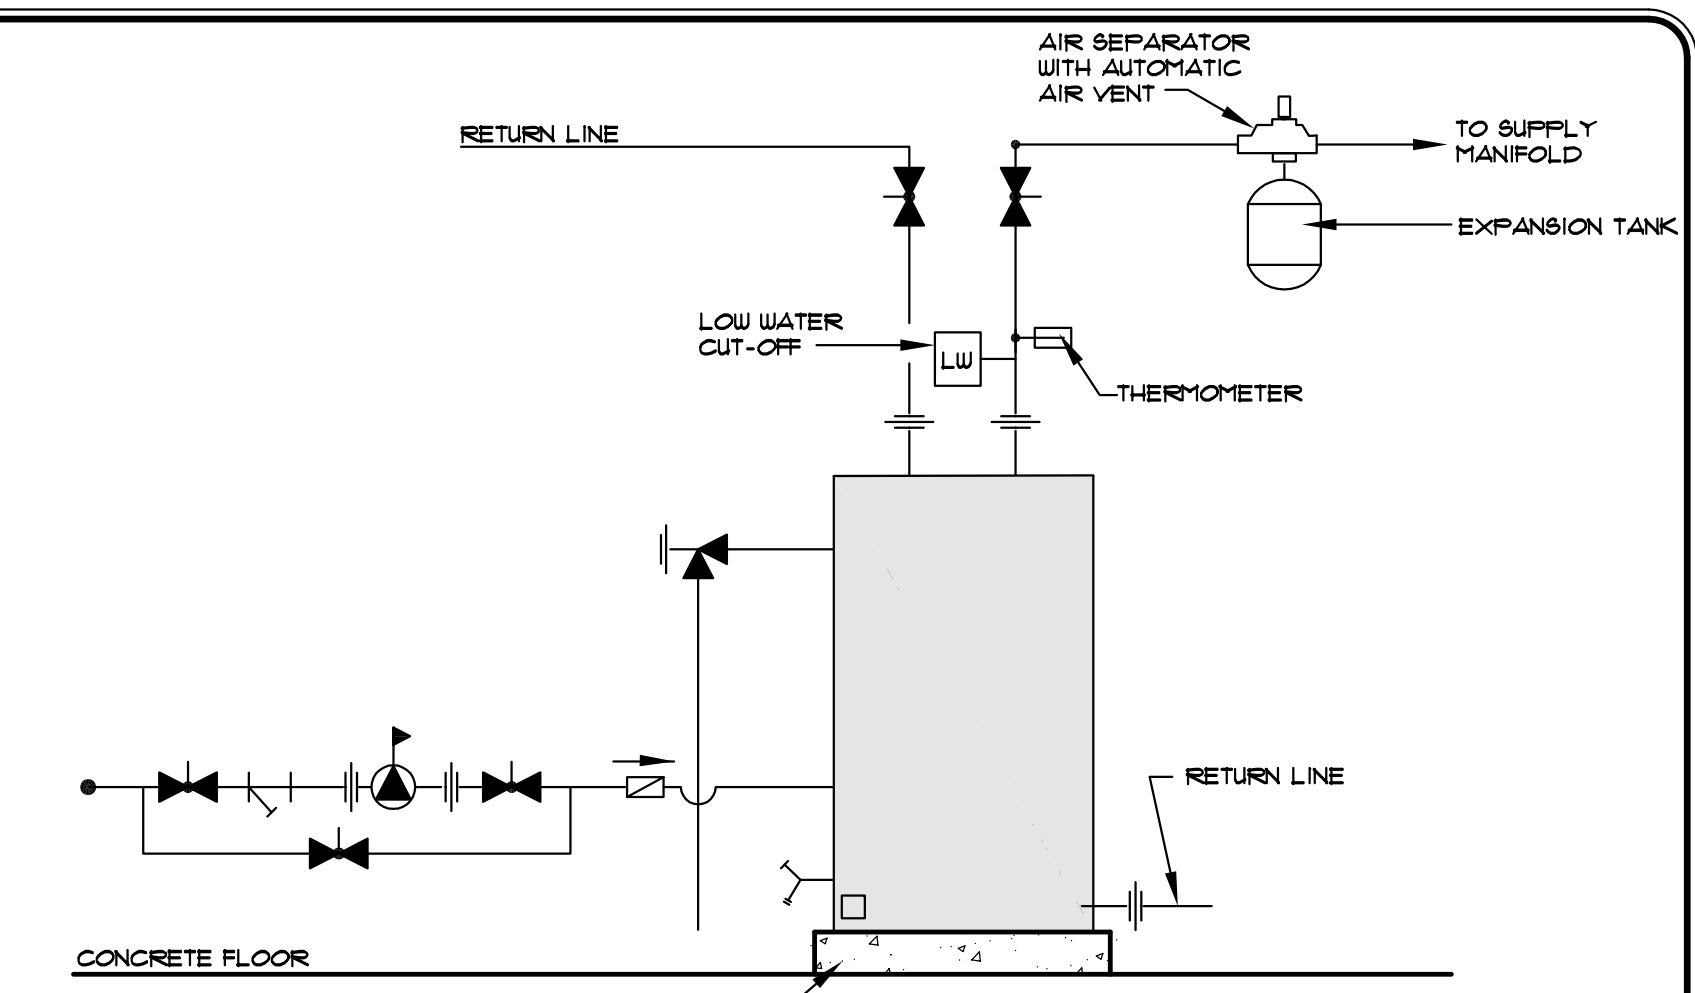 AIR SEPARATOR
WITH AUTOMATIC
AIR VENT
RETURN LINE
TO SUPPLY
MANIFOLD
EXPANSION TANK
LOW WATER
CUT-OFF
LW
THERMOMETER
RETURN LINE
CONCRETE FLOOR